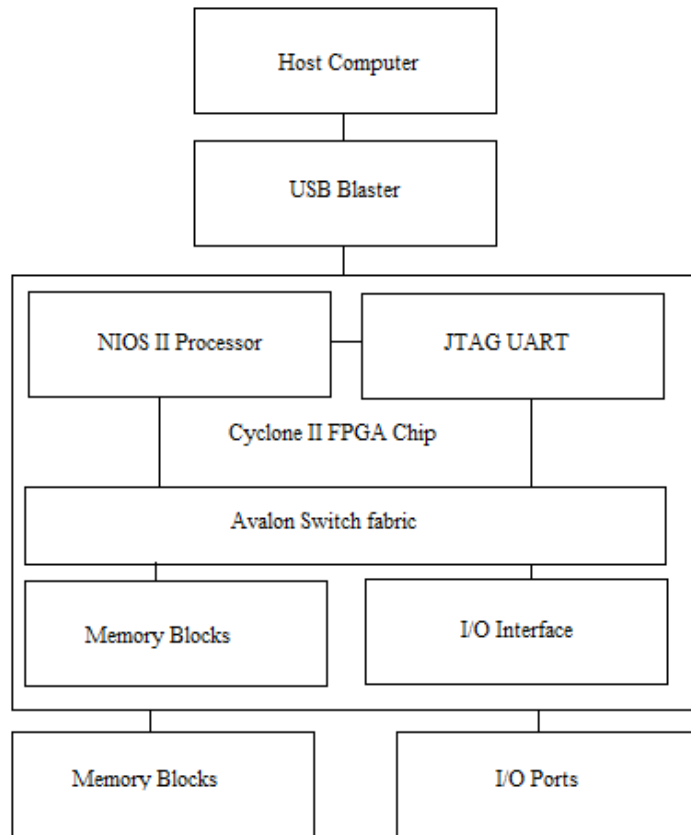 Host Computer
USB Blaster
NIOS II Processor
JTAG UART
Cyclone II FPGA Chip
Avalon Switch fabric
Memory Blocks
I/O Interface
Memory Blocks
I/O Ports